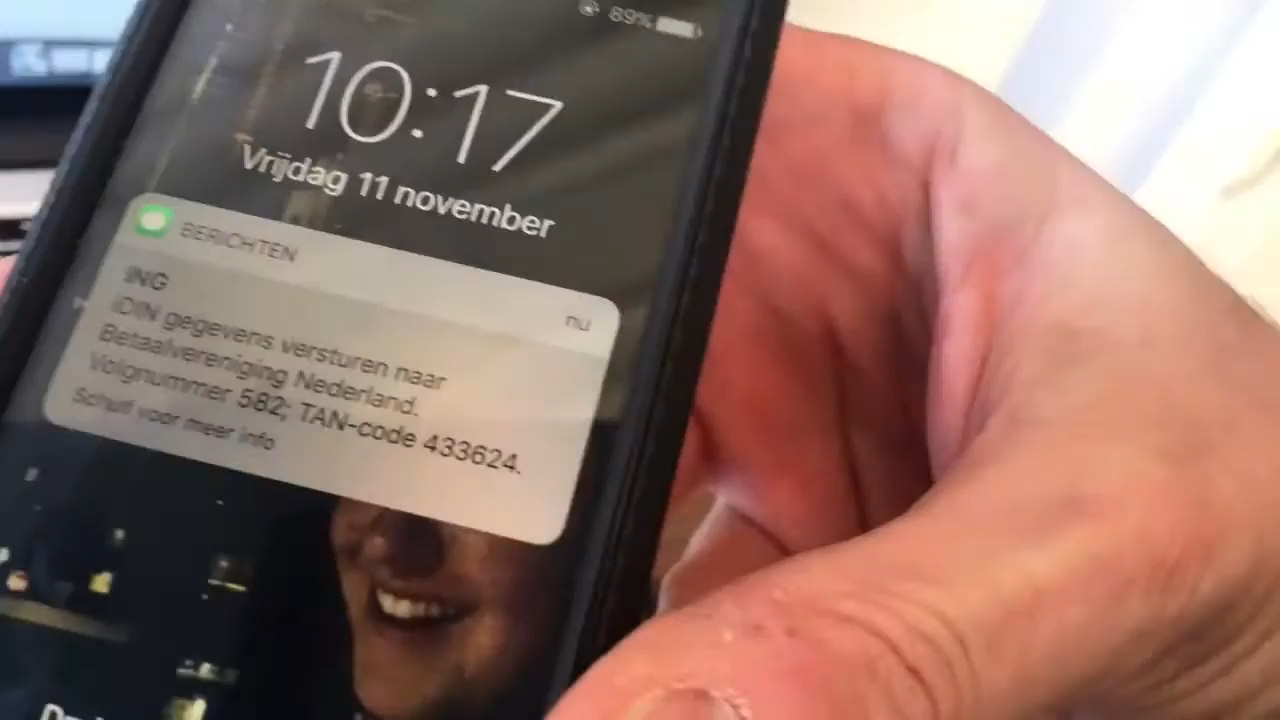 89%
10:17
Vrijdag 11 november
BERICHTEN
ING
nu
iDIN gegevens versturen naar
Betaalvereniging Nederland.
Volgnummer 582; TAN-code 433624.
Schuif voor meer info